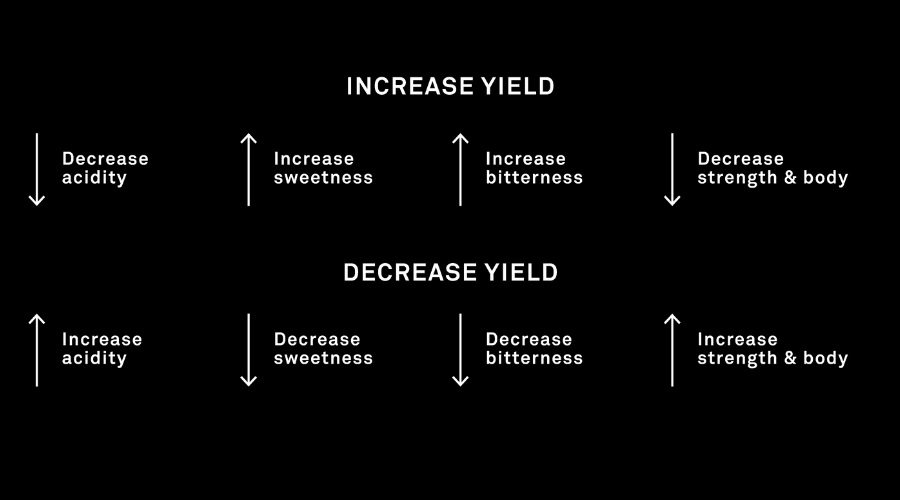 INCREASE YIELD
Decrease
acidity
Increase
sweetness
Increase
bitterness
Decrease
strength & body
DECREASE YIELD
Increase
acidity
Decrease
sweetness
Decrease
bitterness
Increase
strength & body